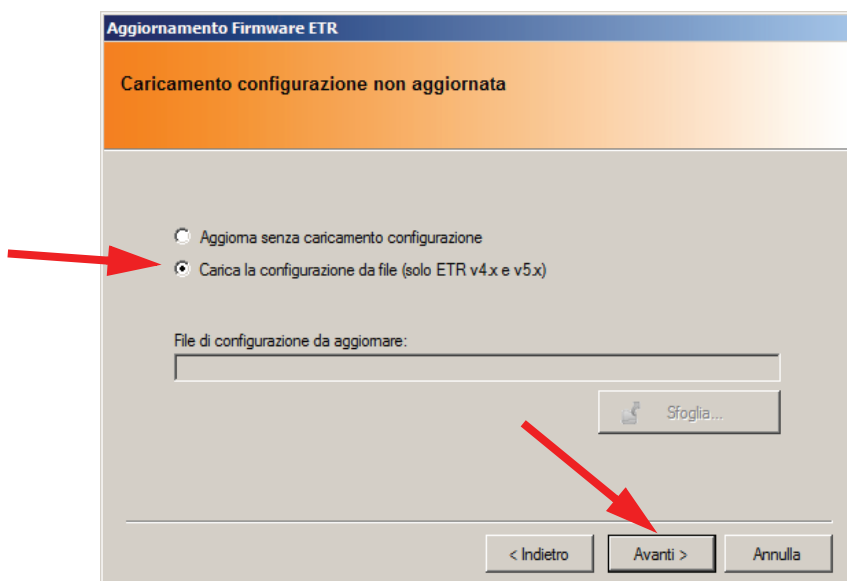 Aggiornamento Firmware ETR
Caricamento configurazione non aggiornata
Aggiorna senza caricamento configurazione
Carica la configurazione da file (solo ETR v4.x e v5.x)
File di configurazione da aggiornare:
Sfoglia...
< Indietro
Avanti >
Annulla